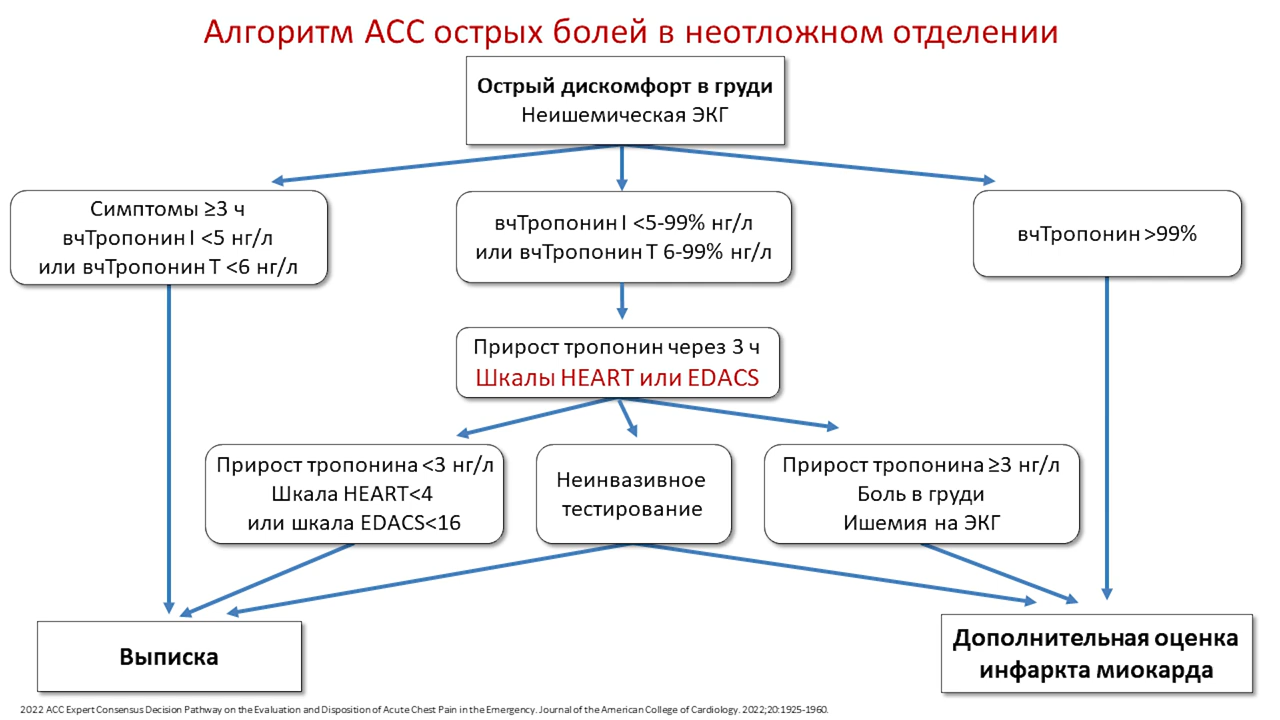 Алгоритм АСС острых болей в неотложном отделении
Острый дискомфорт в груди
Неишемическая ЭКГ
Симптомы ≥3 ч
вчТропонин I <5 нг/л
или вчТропонин Т <6 нг/л
вчТропонин I <5-99% нг/л
или вчТропонин Т 6-99% нг/л
вчТропонин >99%
Прирост тропонин через 3 ч
Шкалы HEART или EDACS
Прирост тропонина <3 нг/л
Шкала HEART<4
или шкала EDACS<16
Неинвазивное
тестирование
Прирост тропонина ≥3 нг/л
Боль в груди
Ишемия на ЭКГ
Выписка
Дополнительная оценка
инфаркта миокарда
2022 ACC Expert Consensus Decision Pathway on the Evaluation and Disposition of Acute Chest Pain in the Emergency. Journal of the American College of Cardiology. 2022;20:1925-1960.